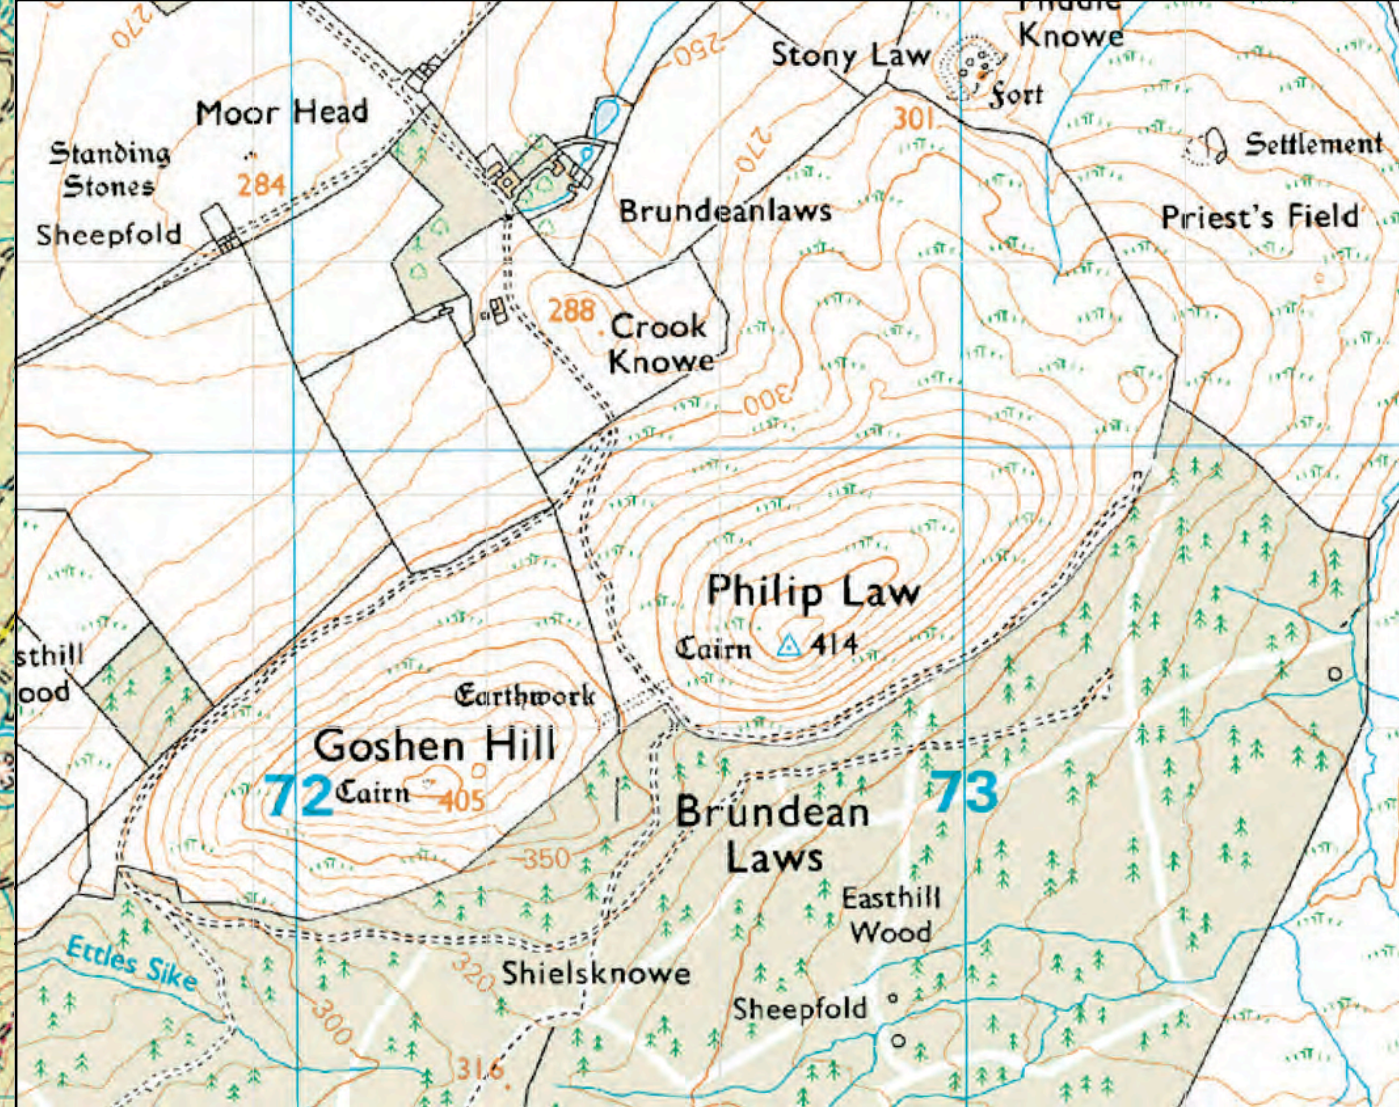 270
250
Stony Law
Middle
Knowe
Fort
301
Moor Head
Standing
Stones
284
Sheepfold
270
Settlement
Priest's Field
Brundeanlaws
288
Crook
Knowe
300
Philip Law
Cairn
414
Earthwork
Goshen Hill
72
Cairn
405
73
Brundean
Laws
350
Easthill
Wood
Ettles Sike
320
Shielsknowe
Sheepfold
300
316